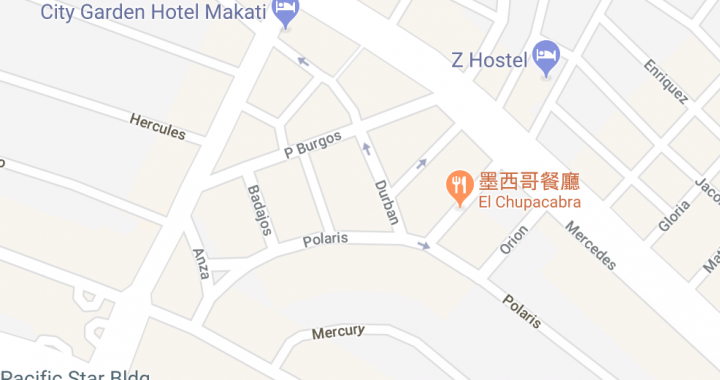 City Garden Hotel Makati
Z Hostel
Enriquez
Hercules
P Burgos
墨西哥餐廳
El Chupacabra
Durban
Badajos
Gloria
Orion
Mercedes
Polaris
Anza
Polaris
Mercury
Pacific Star Bldg